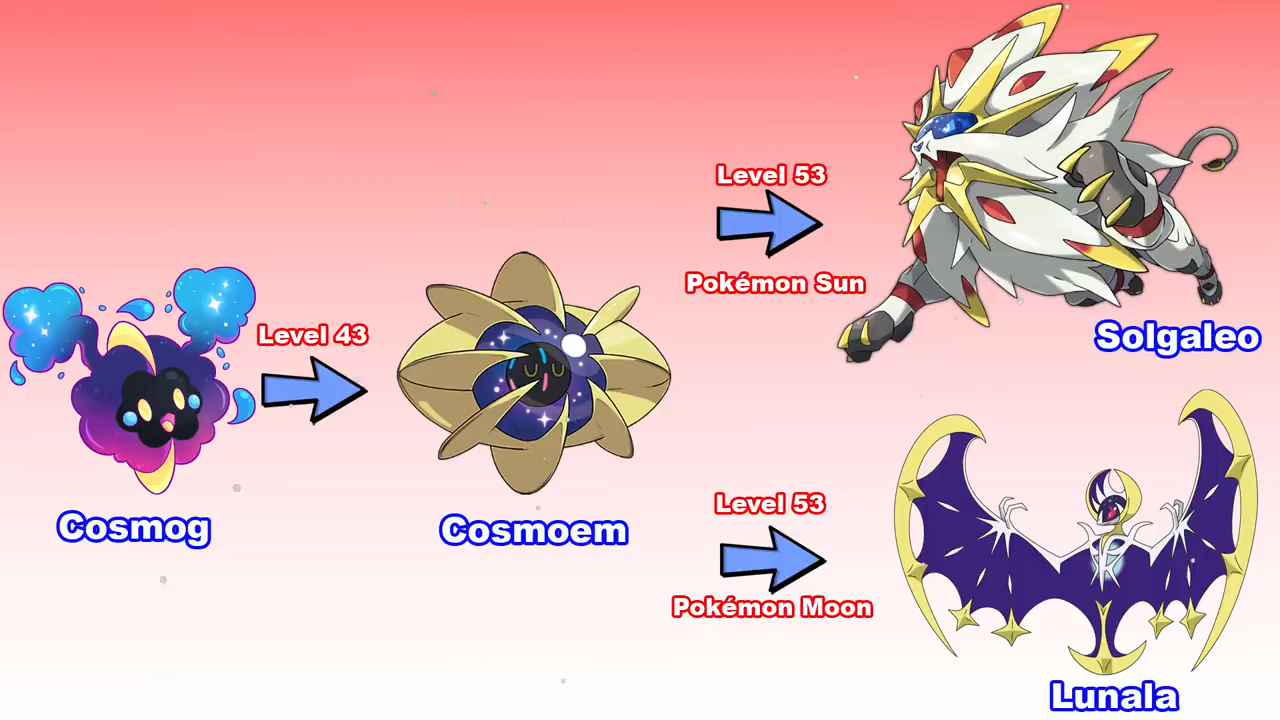 Level 53
Pokémon Sun
Solgaleo
Level 43
Cosmog
Cosmoem
Level 53
Pokémon Moon
Lunala